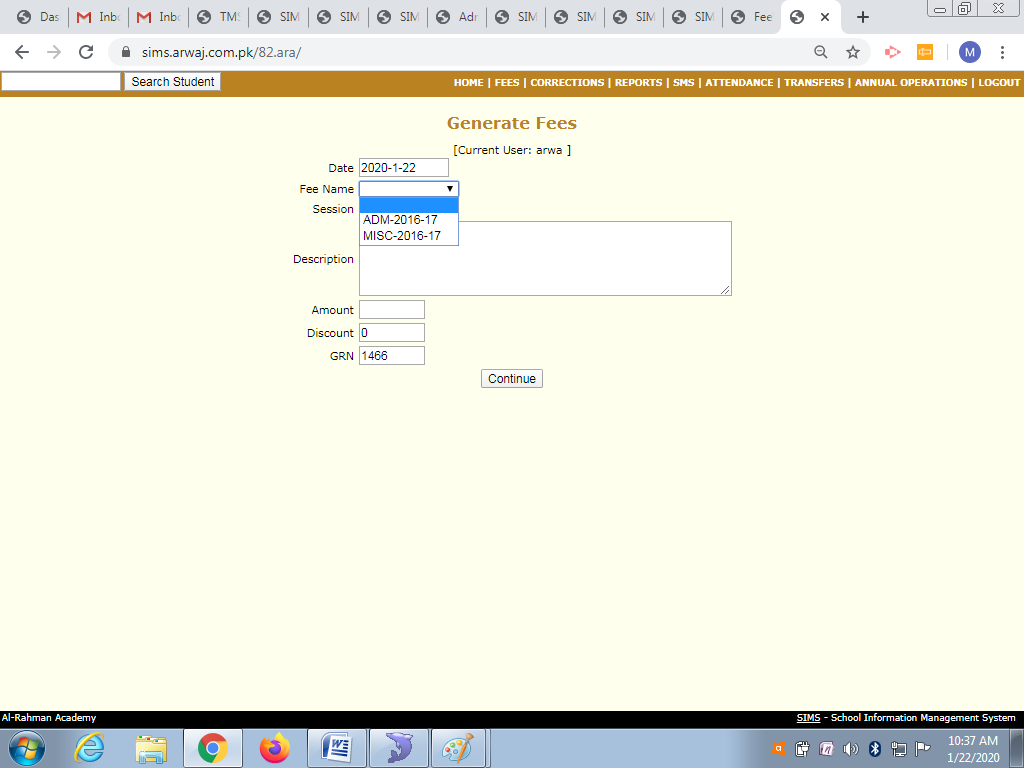 Das Inbo Inbo TMS SIM SIM SIM Adr SIM SIM SIM SIM Fee
sims.arwaj.com.pk/82.ara/ M
Search Student HOME | FEES | CORRECTIONS | REPORTS | SMS | ATTENDANCE | TRANSFERS | ANNUAL OPERATIONS | LOGOUT
Generate Fees
[Current User: arwa ]
Date 2020-1-22
Fee Name
Session
ADM-2016-17
MISC-2016-17
Description
Amount
Discount 0
GRN 1466
Continue
Al-Rahman Academy SIMS - School Information Management System
10:37 AM
1/22/2020